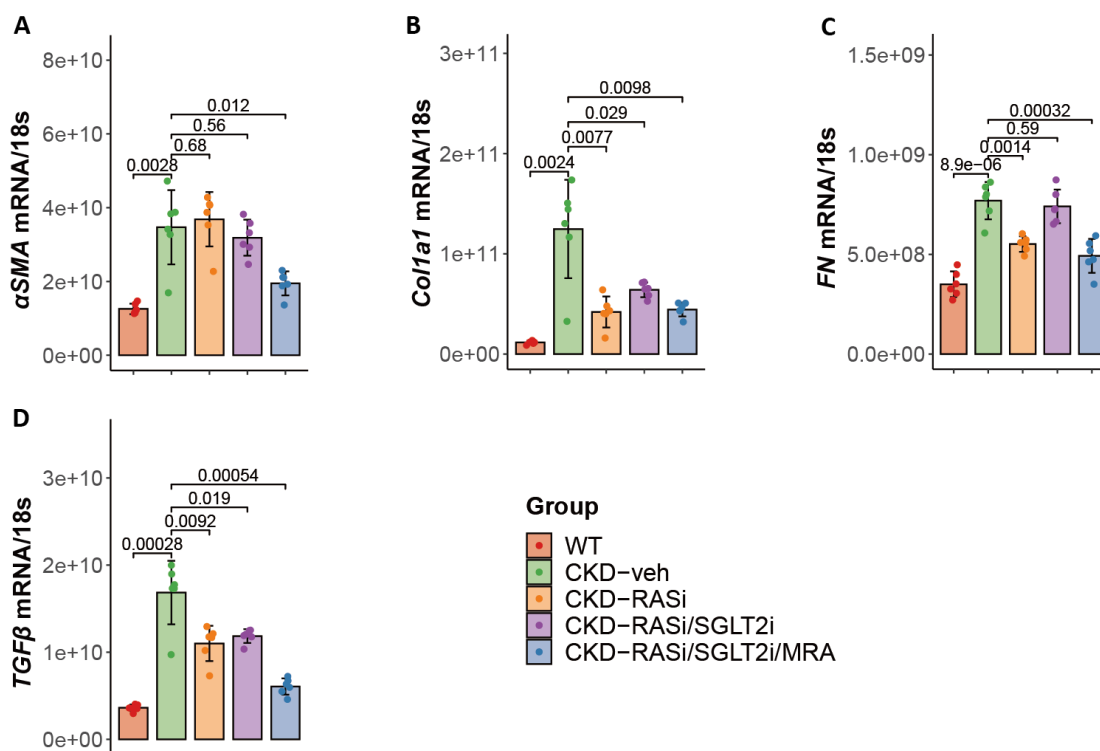 A
αSMA mRNA/18s
8e+10
6e+10
4e+10
2e+10
0e+00
0.012
0.56
0.68
0.0028
B
Col1a1 mRNA/18s
3e+11
2e+11
1e+11
0e+00
0.0098
0.029
0.0077
0.0024
C
FN mRNA/18s
1.5e+09
1.0e+09
5.0e+08
0.0e+00
0.00032
0.59
0.0014
8.9e−06
D
TGFβ mRNA/18s
3e+10
2e+10
1e+10
0e+00
0.00054
0.019
0.0092
0.00028
Group
WT
CKD−veh
CKD−RASi
CKD−RASi/SGLT2i
CKD−RASi/SGLT2i/MRA